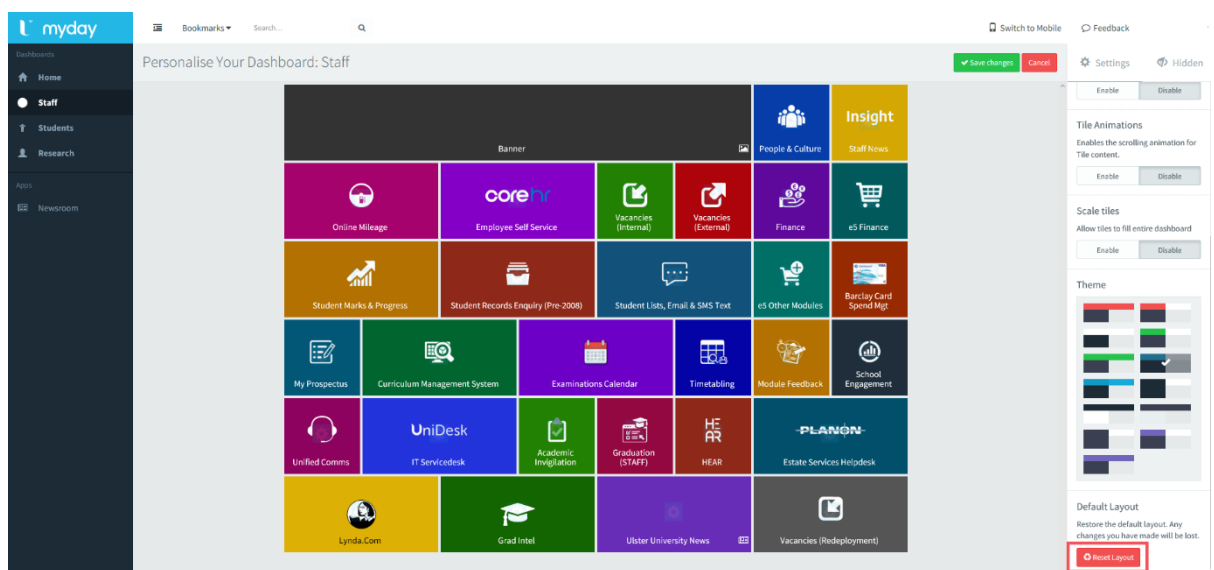 myday
Bookmarks
Search...
Switch to Mobile
Feedback
Dashboards
Home
Staff
Students
Research
Apps
Newsroom
Personalise Your Dashboard: Staff
Save changes
Cancel
Settings
Hidden
Banner
People & Culture
Insight
Staff News
Online Mileage
corehr
Employee Self Service
Vacancies
(Internal)
Vacancies
(External)
Finance
e5 Finance
Student Marks & Progress
Student Records Enquiry (Pre-2008)
Student Lists, Email & SMS Text
e5 Other Modules
Barclay Card
Spend Mgt
My Prospectus
Curriculum Management System
Examinations Calendar
Timetabling
Module Feedback
School
Engagement
Unified Comms
UniDesk
IT Servicedesk
Academic
Invigilation
Graduation
(STAFF)
HEAR
HEAR
PLANON
Estate Services Helpdesk
Lynda.Com
Grad Intel
Ulster University News
Vacancies (Redeployment)
Enable
Disable
Tile Animations
Enables the scrolling animation for
Tile content.
Enable
Disable
Scale tiles
Allow tiles to fill entire dashboard
Enable
Disable
Theme
Default Layout
Restore the default layout. Any
changes you have made will be lost.
Reset Layout